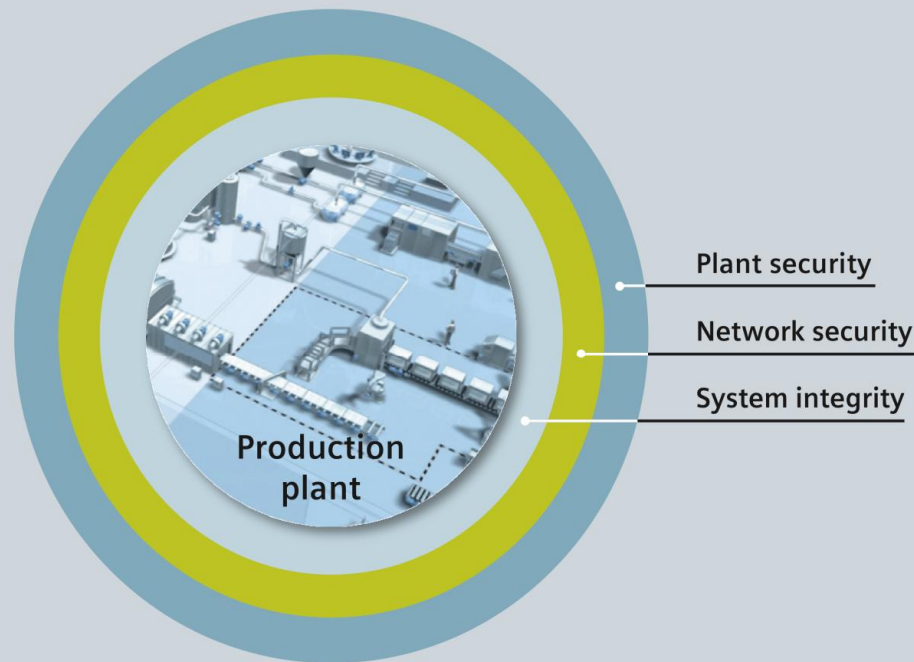 Plant security
Network security
System integrity
Production
plant